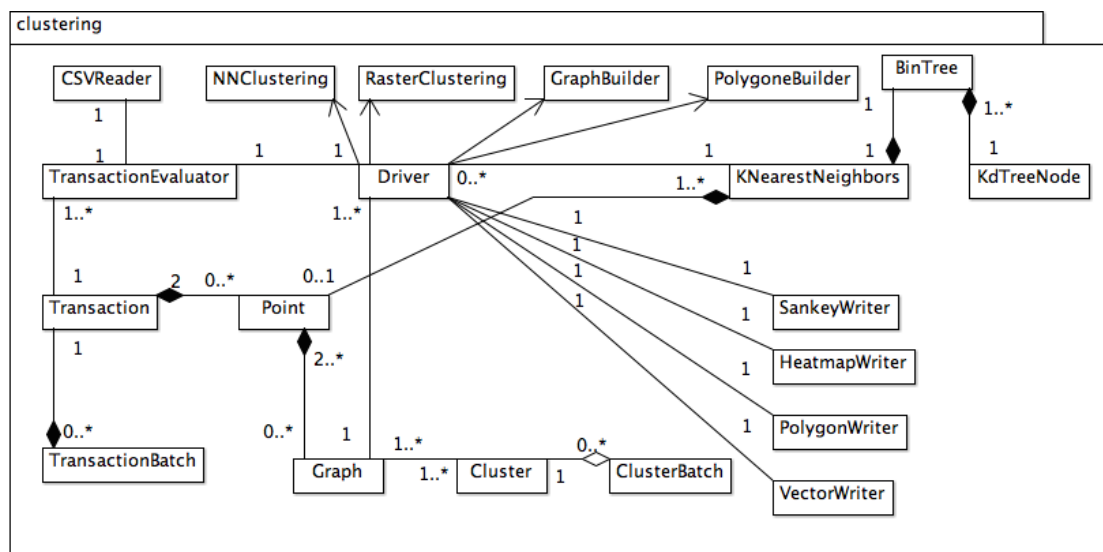 clustering
CSVReader
NNClustering
RasterClustering
GraphBuilder
PolygoneBuilder
BinTree
1
1
1..*
1
1
1
1
1
1
TransactionEvaluator
Driver
0..*
1..*
KNearestNeighbors
KdTreeNode
1..*
1..*
1
1
1
2
0..*
0..1
1
1
1
Transaction
Point
SankeyWriter
1
1
2..*
1
HeatmapWriter
0..*
0..*
1
1..*
0..*
1
PolygonWriter
TransactionBatch
Graph
1..*
Cluster
1
ClusterBatch
VectorWriter